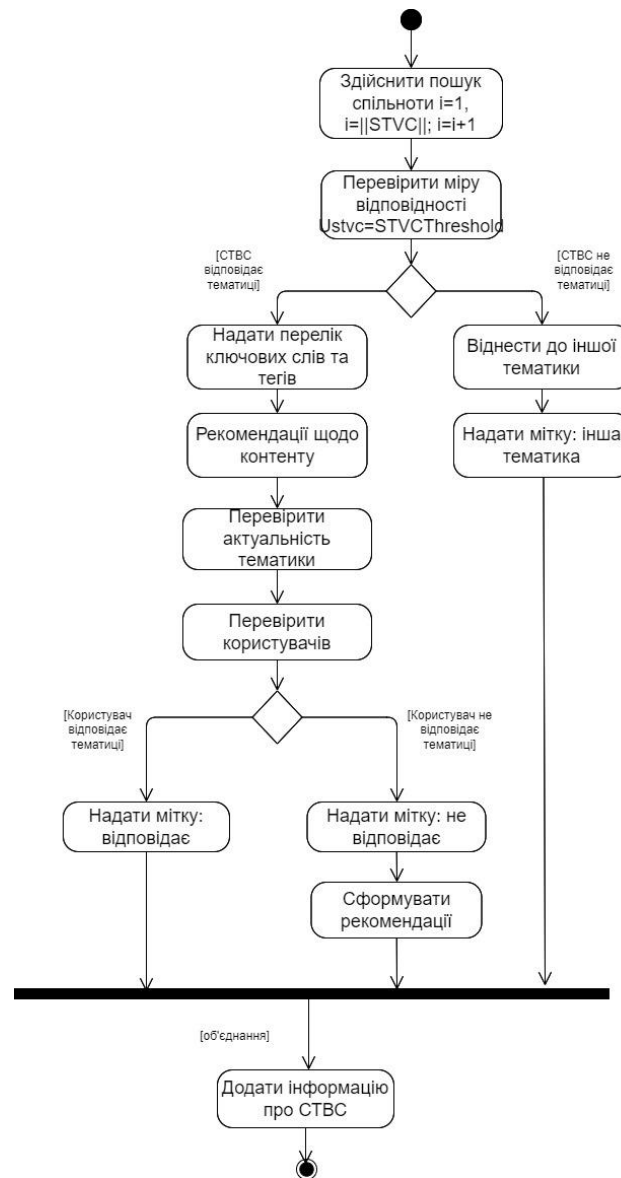 Здійснити пошук
спільноти i=1,
i=||STVC||; i=i+1
Перевірити міру
відповідності
Ustvc=STVCThreshold
[СТВС
відповідає
тематиці]
[СТВС не
відповідає
тематиці]
Надати перелік
ключових слів та
тегів
Віднести до іншої
тематики
Рекомендації щодо
контенту
Надати мітку: інша
тематика
Перевірити
актуальність
тематики
Перевірити
користувачів
[Користувач
відповідає
тематиці]
[Користувач не
відповідає
тематиці]
Надати мітку:
відповідає
Надати мітку: не
відповідає
Сформувати
рекомендації
[об'єднання]
Додати інформацію
про СТВС